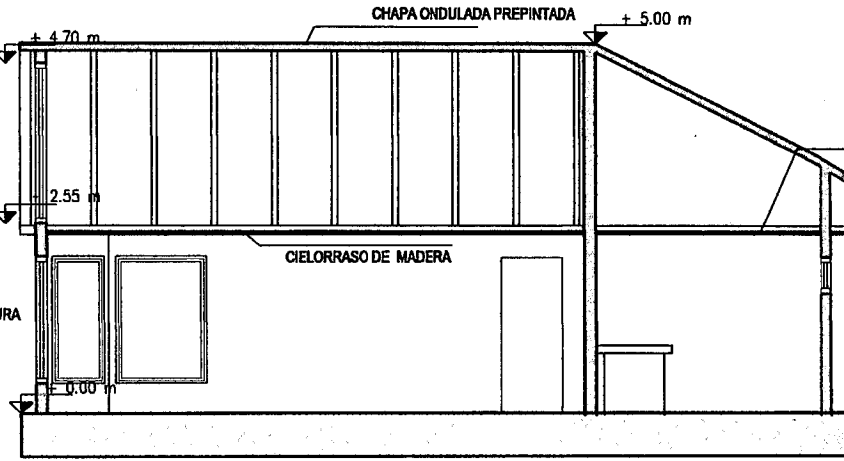 CHAPA ONDULADA PREPINTADA
+ 5.00 m
+ 4.70 m
2.55 m
CIELORRASO DE MADERA
URA
+ 0.00 m